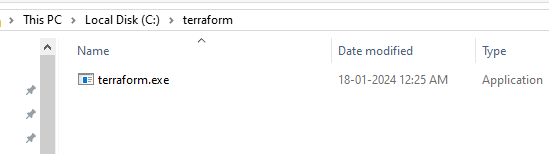 This PC > Local Disk (C:) > terraform
Name Date modified Type
terraform.exe 18-01-2024 12:25 AM Application